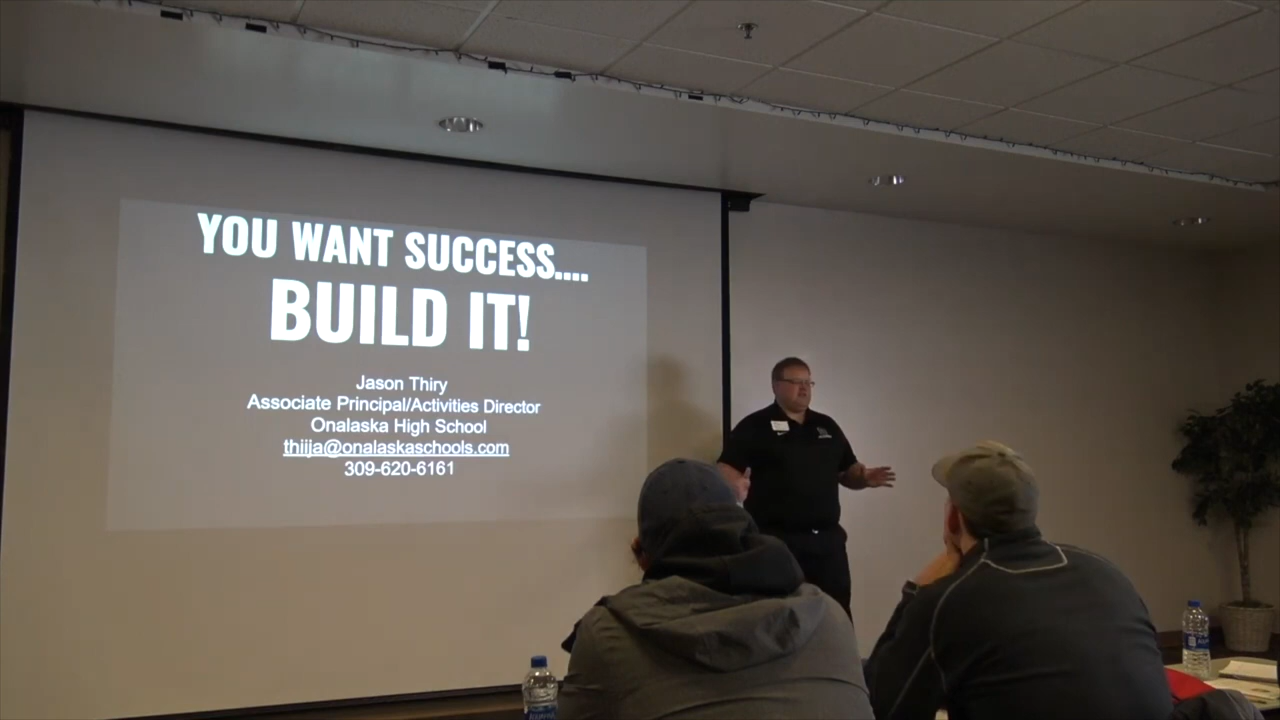 YOU WANT SUCCESS....
BUILD IT!
Jason Thiry
Associate Principal/Activities Director
Onalaska High School
thija@onalaskaschools.com
309-620-6161